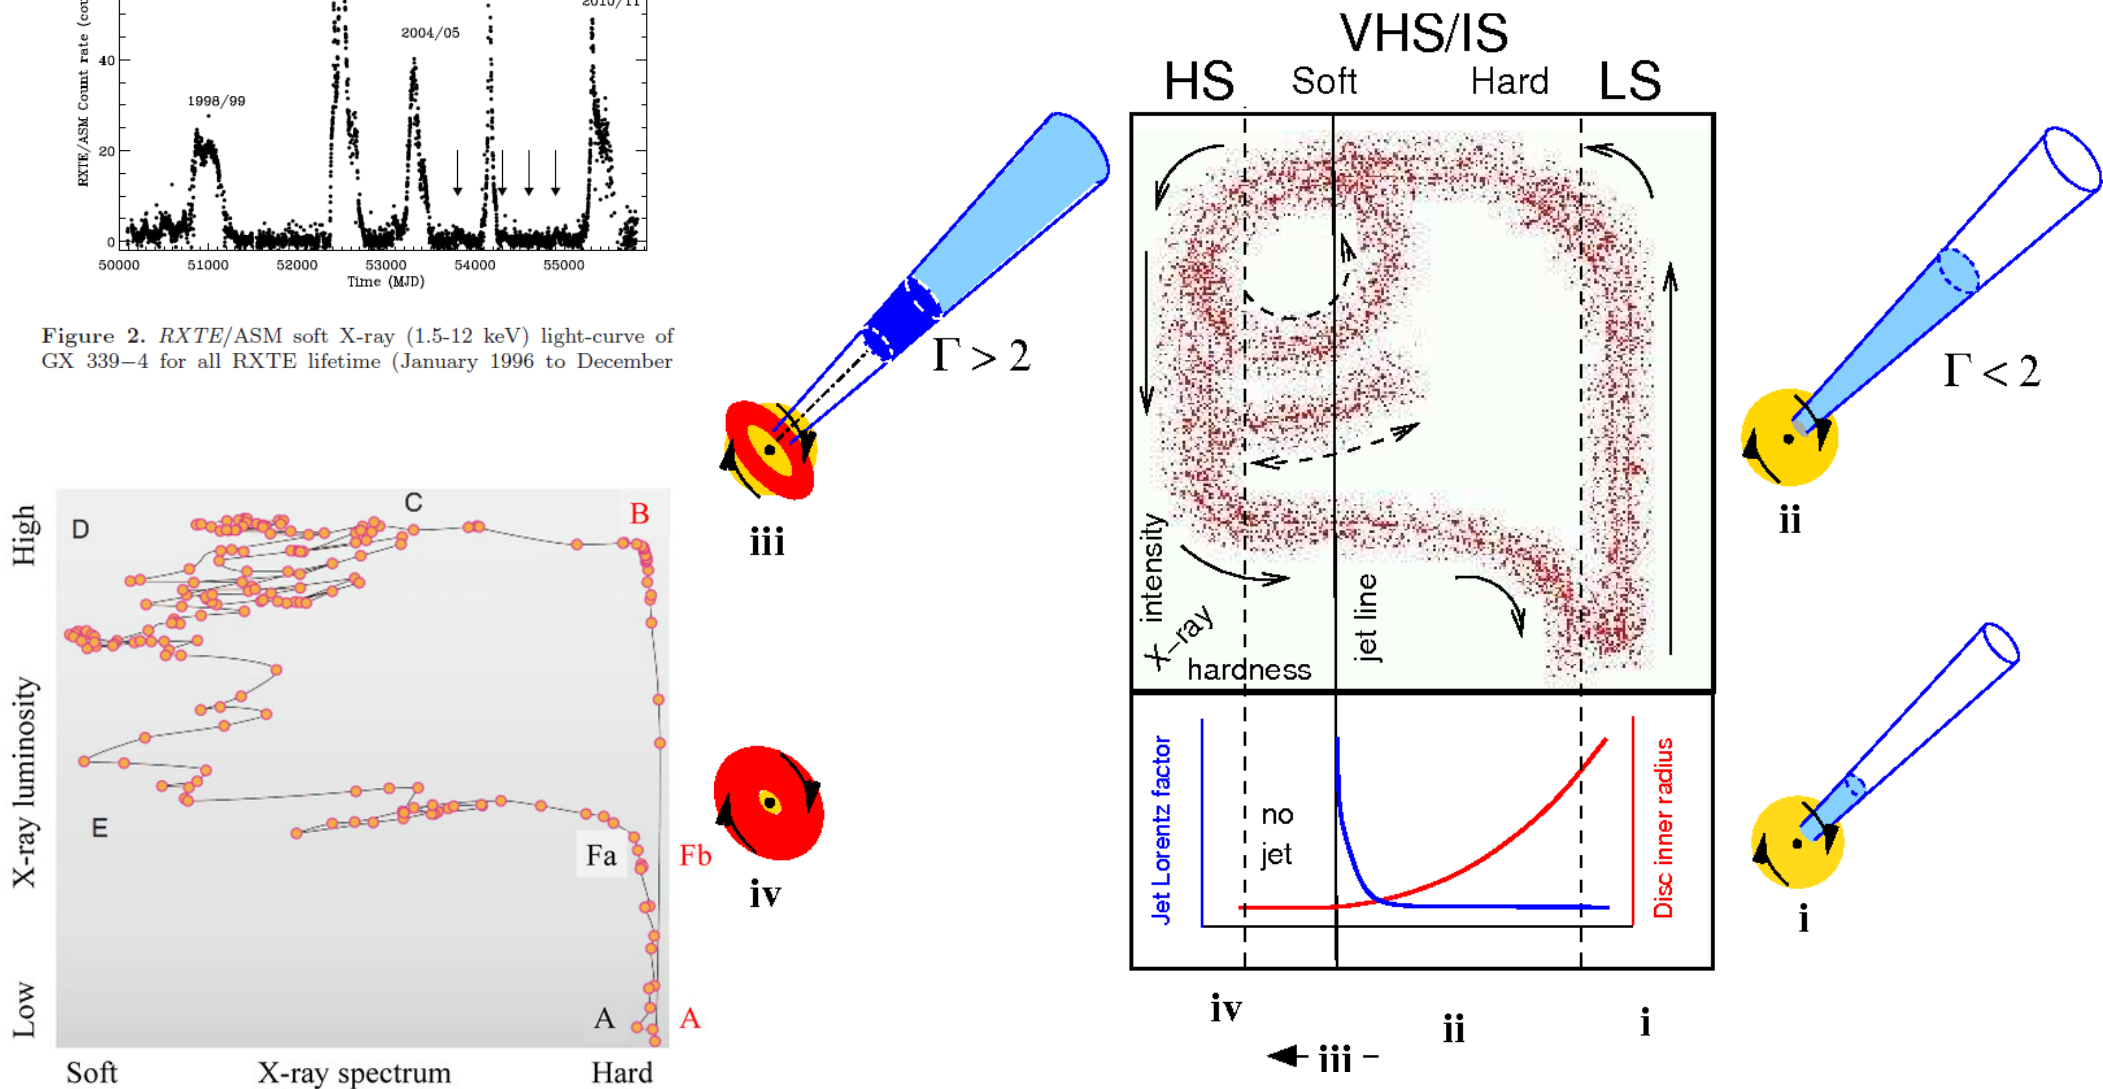 RXTE/ASM Count rate (cou
40
20
0
1998/99
2004/05
2010/11
50000 51000 52000 53000 54000 55000
Time (MJD)
Figure 2. RXTE/ASM soft X-ray (1.5-12 keV) light-curve of
GX 339−4 for all RXTE lifetime (January 1996 to December
High
X-ray luminosity
Low
D
C
B
E
Fa
Fb
A
A
Soft X-ray spectrum Hard
Γ > 2
iii
iv
VHS/IS
HS Soft Hard LS
intensity
X-ray
hardness
jet line
Jet Lorentz factor
no
jet
Disc inner radius
iv
ii
i
iii
Γ < 2
ii
i